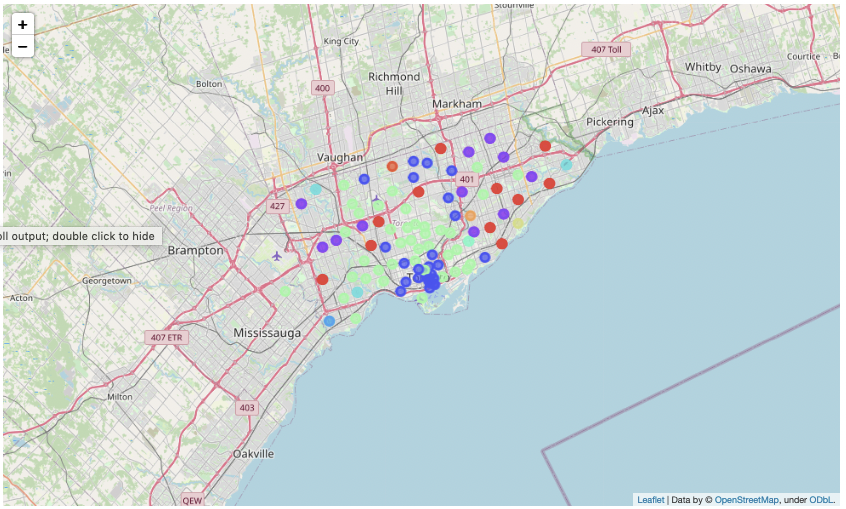 Stouffville
+
−
King City
407 Toll
Whitby
Oshawa
Courtice
Bolton
400
Richmond
Hill
Markham
Ajax
Pickering
Vaughan
401
427
Peel Region
oll output; double click to hide
Brampton
Georgetown
Acton
Mississauga
407 ETR
Milton
403
Oakville
QEW
Leaflet | Data by © OpenStreetMap, under ODbL.